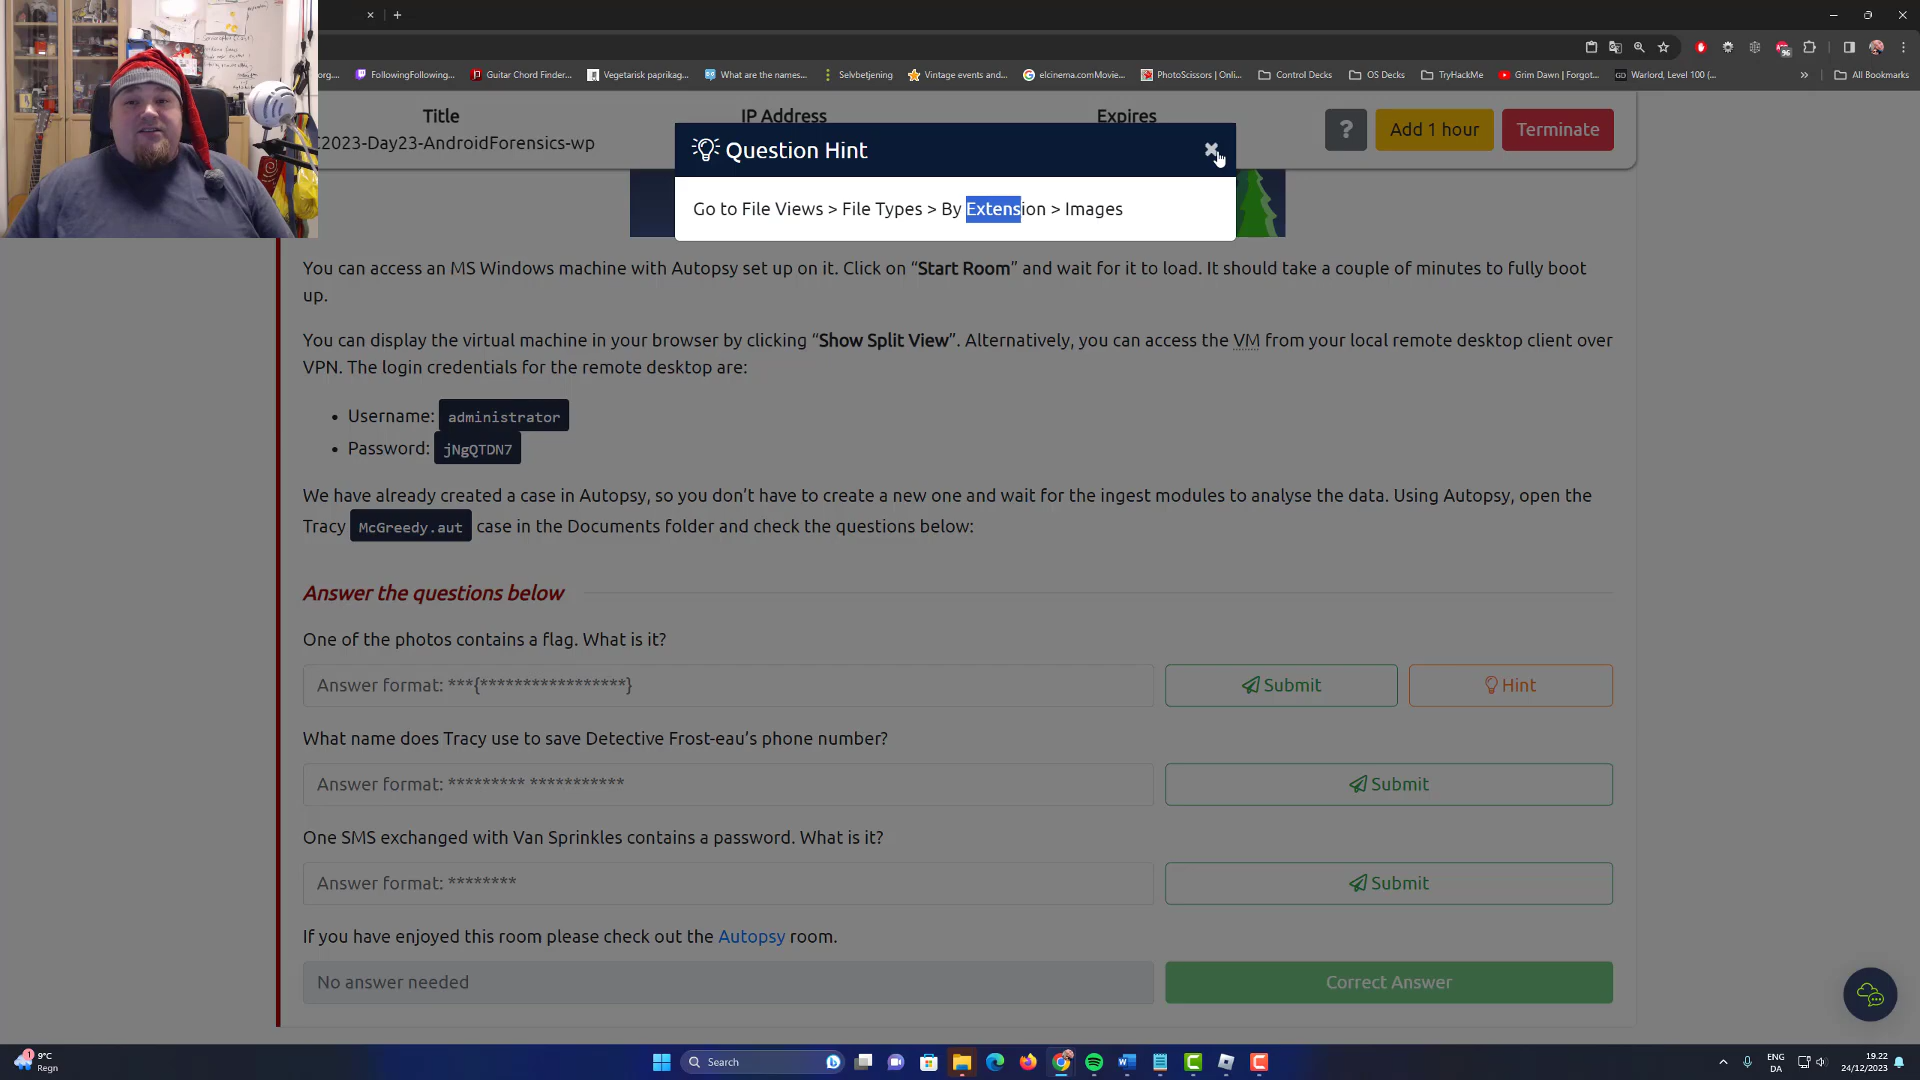 org...
FollowingFollowing...
Guitar Chord Finder...
Vegetarisk paprikag...
What are the names...
Selvbetjening
Vintage events and...
elcinema.comMovie...
PhotoScissors | Onli...
Control Decks
OS Decks
TryHackMe
Grim Dawn | Forgot...
Warlord, Level 100 (...
»
All Bookmarks
Title
IP Address
Expires
C2023-Day23-AndroidForensics-wp
?
Add 1 hour
Terminate
Question Hint
Go to File Views > File Types > By Extension > Images
You can access an MS Windows machine with Autopsy set up on it. Click on “Start Room” and wait for it to load. It should take a couple of minutes to fully boot
up.
You can display the virtual machine in your browser by clicking “Show Split View”. Alternatively, you can access the VM from your local remote desktop client over
VPN. The login credentials for the remote desktop are:
• Username: administrator
• Password: jNgQTDN7
We have already created a case in Autopsy, so you don’t have to create a new one and wait for the ingest modules to analyse the data. Using Autopsy, open the
Tracy McGreedy.aut case in the Documents folder and check the questions below:
Answer the questions below
One of the photos contains a flag. What is it?
Answer format: ***{*****************}
Submit
Hint
What name does Tracy use to save Detective Frost-eau’s phone number?
Answer format: ********* ***********
Submit
One SMS exchanged with Van Sprinkles contains a password. What is it?
Answer format: ********
Submit
If you have enjoyed this room please check out the Autopsy room.
No answer needed
Correct Answer
1
9°C
Regn
Search
ENG
DA
19.22
24/12/2023